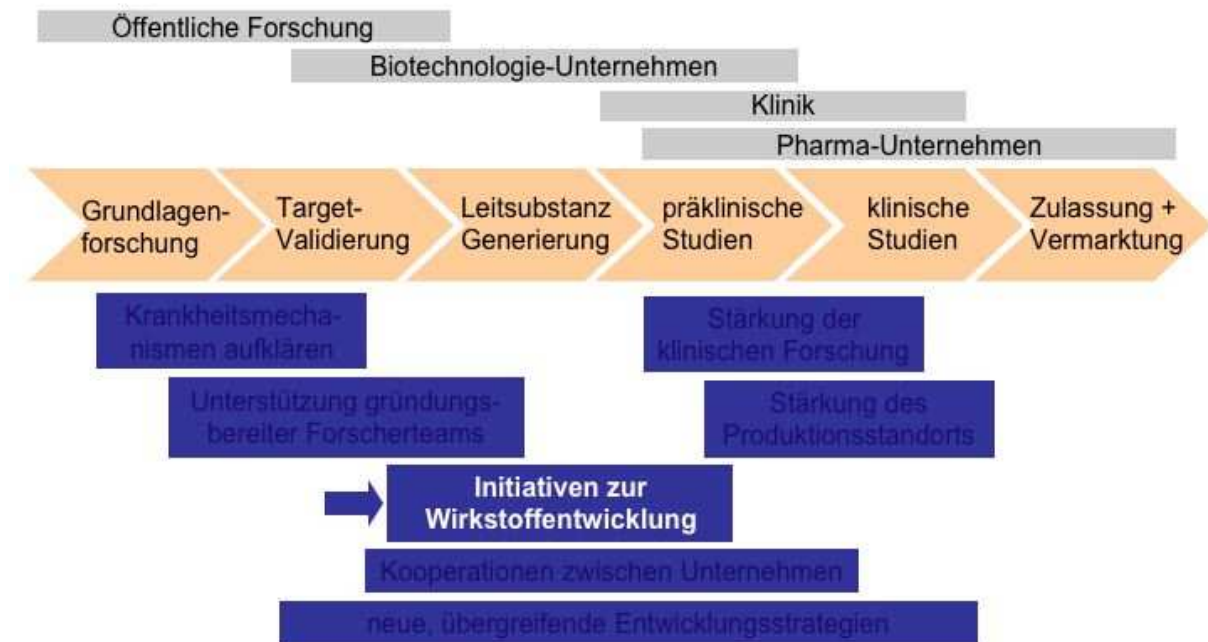 Öffentliche Forschung
Biotechnologie-Unternehmen
Klinik
Pharma-Unternehmen
Grundlagen-
forschung
Target-
Validierung
Leitsubstanz
Generierung
präklinische
Studien
klinische
Studien
Zulassung +
Vermarktung
Krankheitsmecha-
nismen aufklären
Stärkung der
klinischen Forschung
Unterstützung gründungs-
bereiter Forscherteams
Stärkung des
Produktionsstandorts
Initiativen zur
Wirkstoffentwicklung
Kooperationen zwischen Unternehmen
neue, übergreifende Entwicklungsstrategien